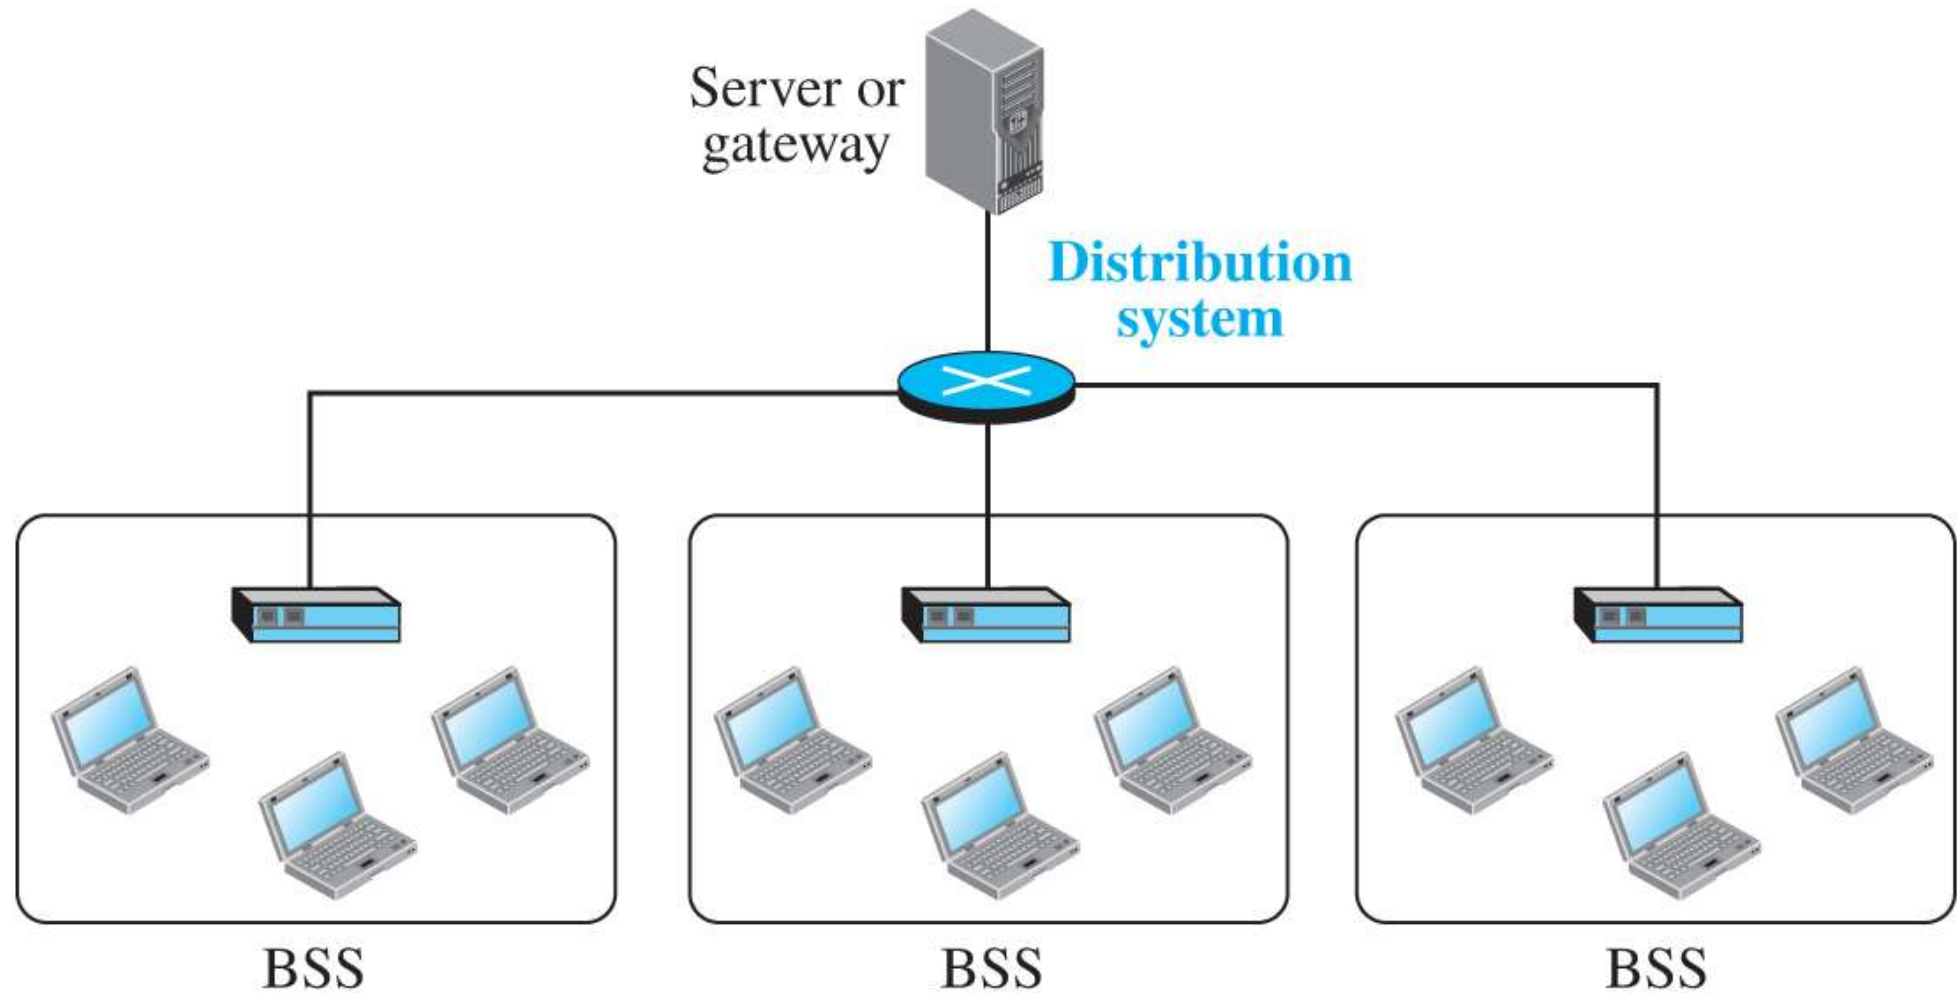 Server or
gateway
Distribution
system
BSS
BSS
BSS